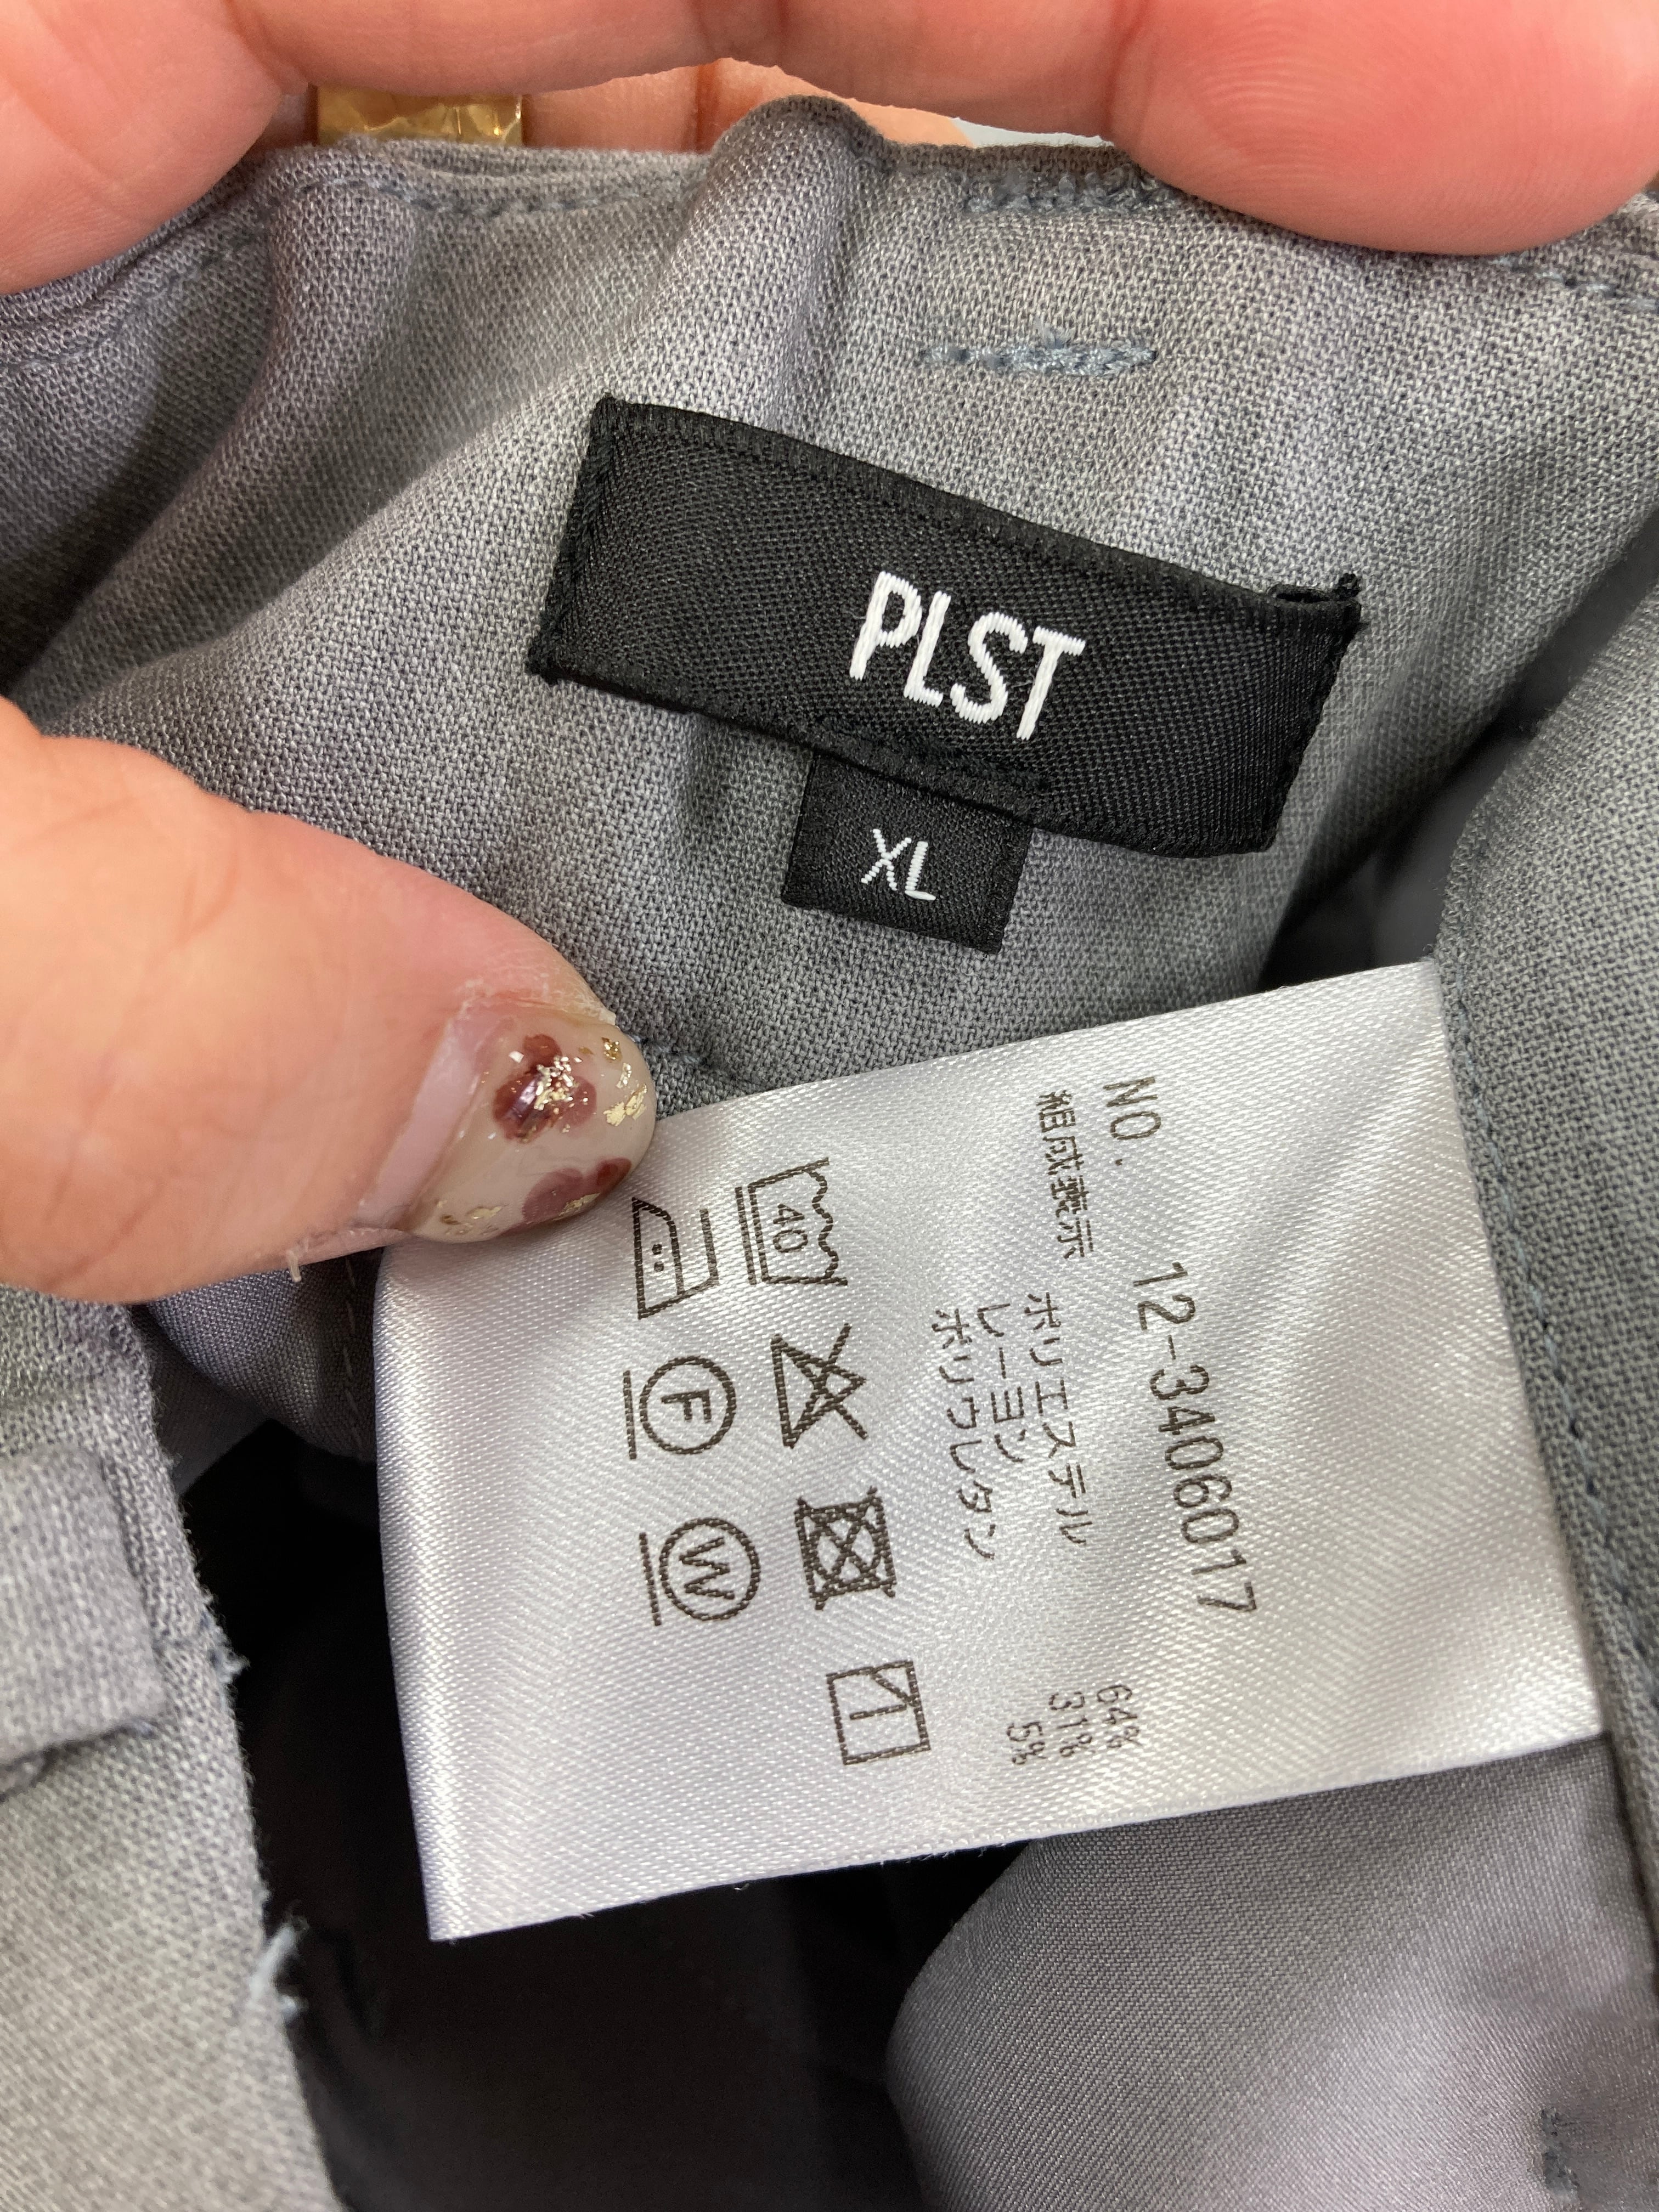 PLST
XL
NO. 12-3406017
組成表示
ポリエステル 64%
レーヨン 31%
ポリウレタン 5%
40
F
W